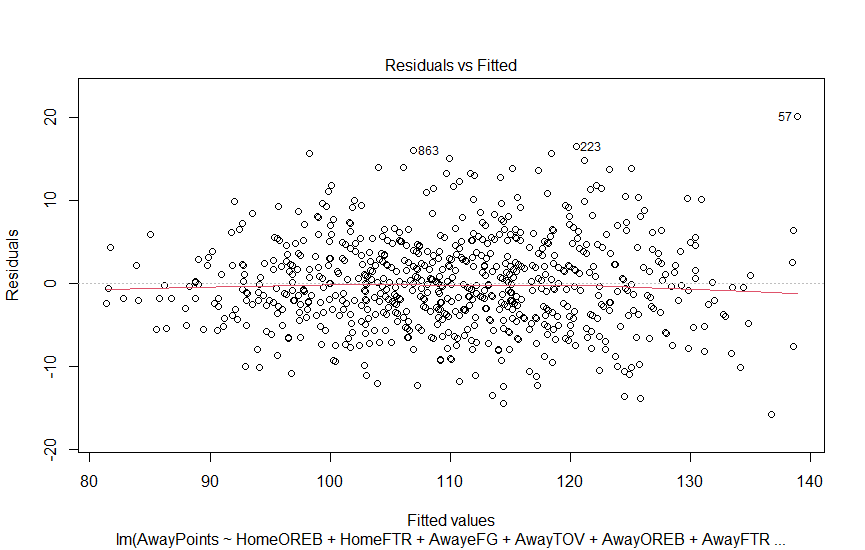 Residuals vs Fitted
Residuals
20
10
0
-10
-20
57
223
863
80 90 100 110 120 130 140
Fitted values
lm(AwayPoints ~ HomeOREB + HomeFTR + AwayeFG + AwayTOV + AwayOREB + AwayFTR ...